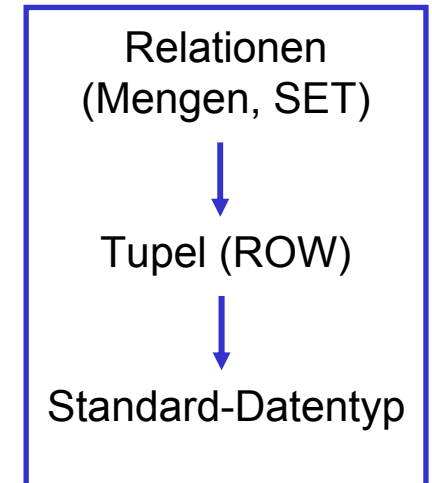 Relationen
(Mengen, SET)
Tupel (ROW)
Standard-Datentyp